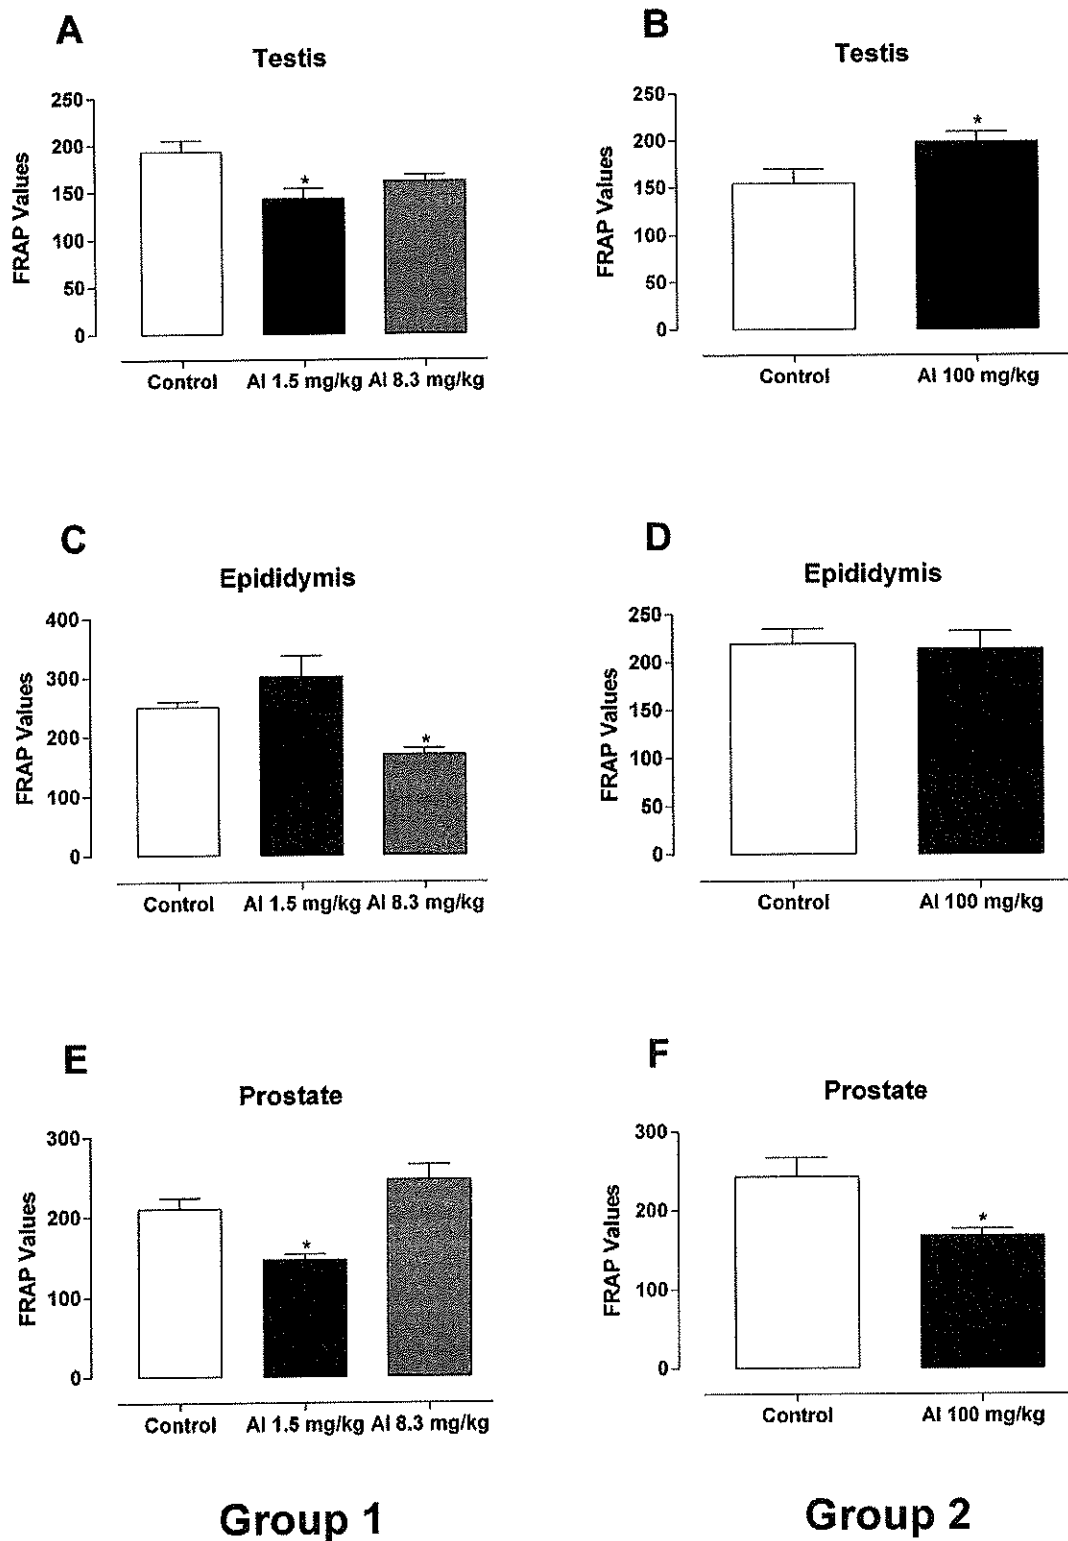 A
Testis
FRAP Values
250
200
150
100
50
0
*
Control
Al 1.5 mg/kg
Al 8.3 mg/kg
B
Testis
FRAP Values
250
200
150
100
50
0
*
Control
Al 100 mg/kg
C
Epididymis
FRAP Values
400
300
200
100
0
*
Control
Al 1.5 mg/kg
Al 8.3 mg/kg
D
Epididymis
FRAP Values
250
200
150
100
50
0
Control
Al 100 mg/kg
E
Prostate
FRAP Values
300
200
100
0
*
Control
Al 1.5 mg/kg
Al 8.3 mg/kg
F
Prostate
FRAP Values
300
200
100
0
*
Control
Al 100 mg/kg
Group 1
Group 2